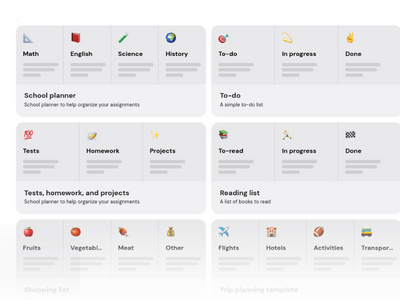 Math English Science History
School planner
School planner to help organize your assignments
To-do In progress Done
To-do
A simple to-do list
Tests Homework Projects
Tests, homework, and projects
School planner to help organize your assignments
To-read In progress Done
Reading list
A list of books to read
Fruits Vegetabl... Meat Other
Shopping list
Flights Hotels Activities Transpor...
Trip planning template